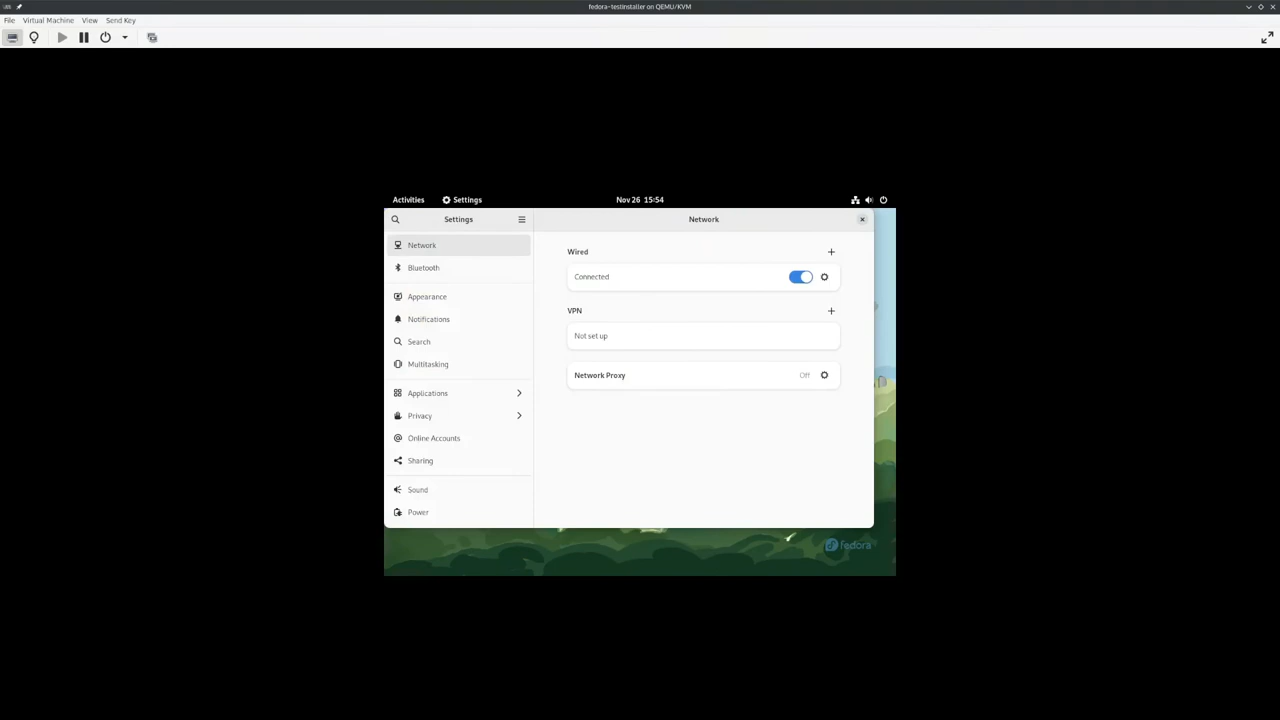 fedora-testinstaller on QEMU/KVM
File Virtual Machine View Send Key
Activities Settings Nov 26 15:54
Settings Network
Network
Bluetooth
Appearance
Notifications
Search
Multitasking
Applications
Privacy
Online Accounts
Sharing
Sound
Power
Wired
Connected
VPN
Not set up
Network Proxy Off
fedora